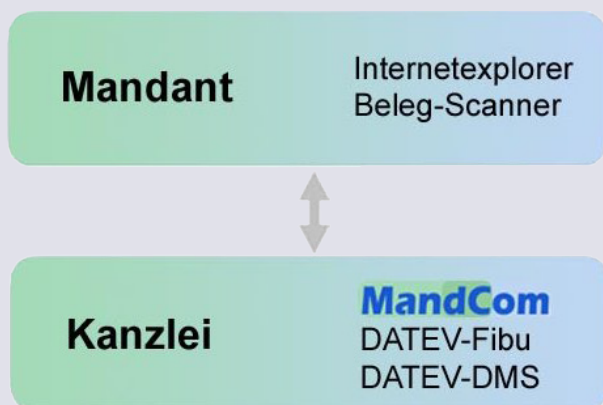 Mandant
Internetexplorer
Beleg-Scanner
Kanzlei
MandCom
DATEV-Fibu
DATEV-DMS